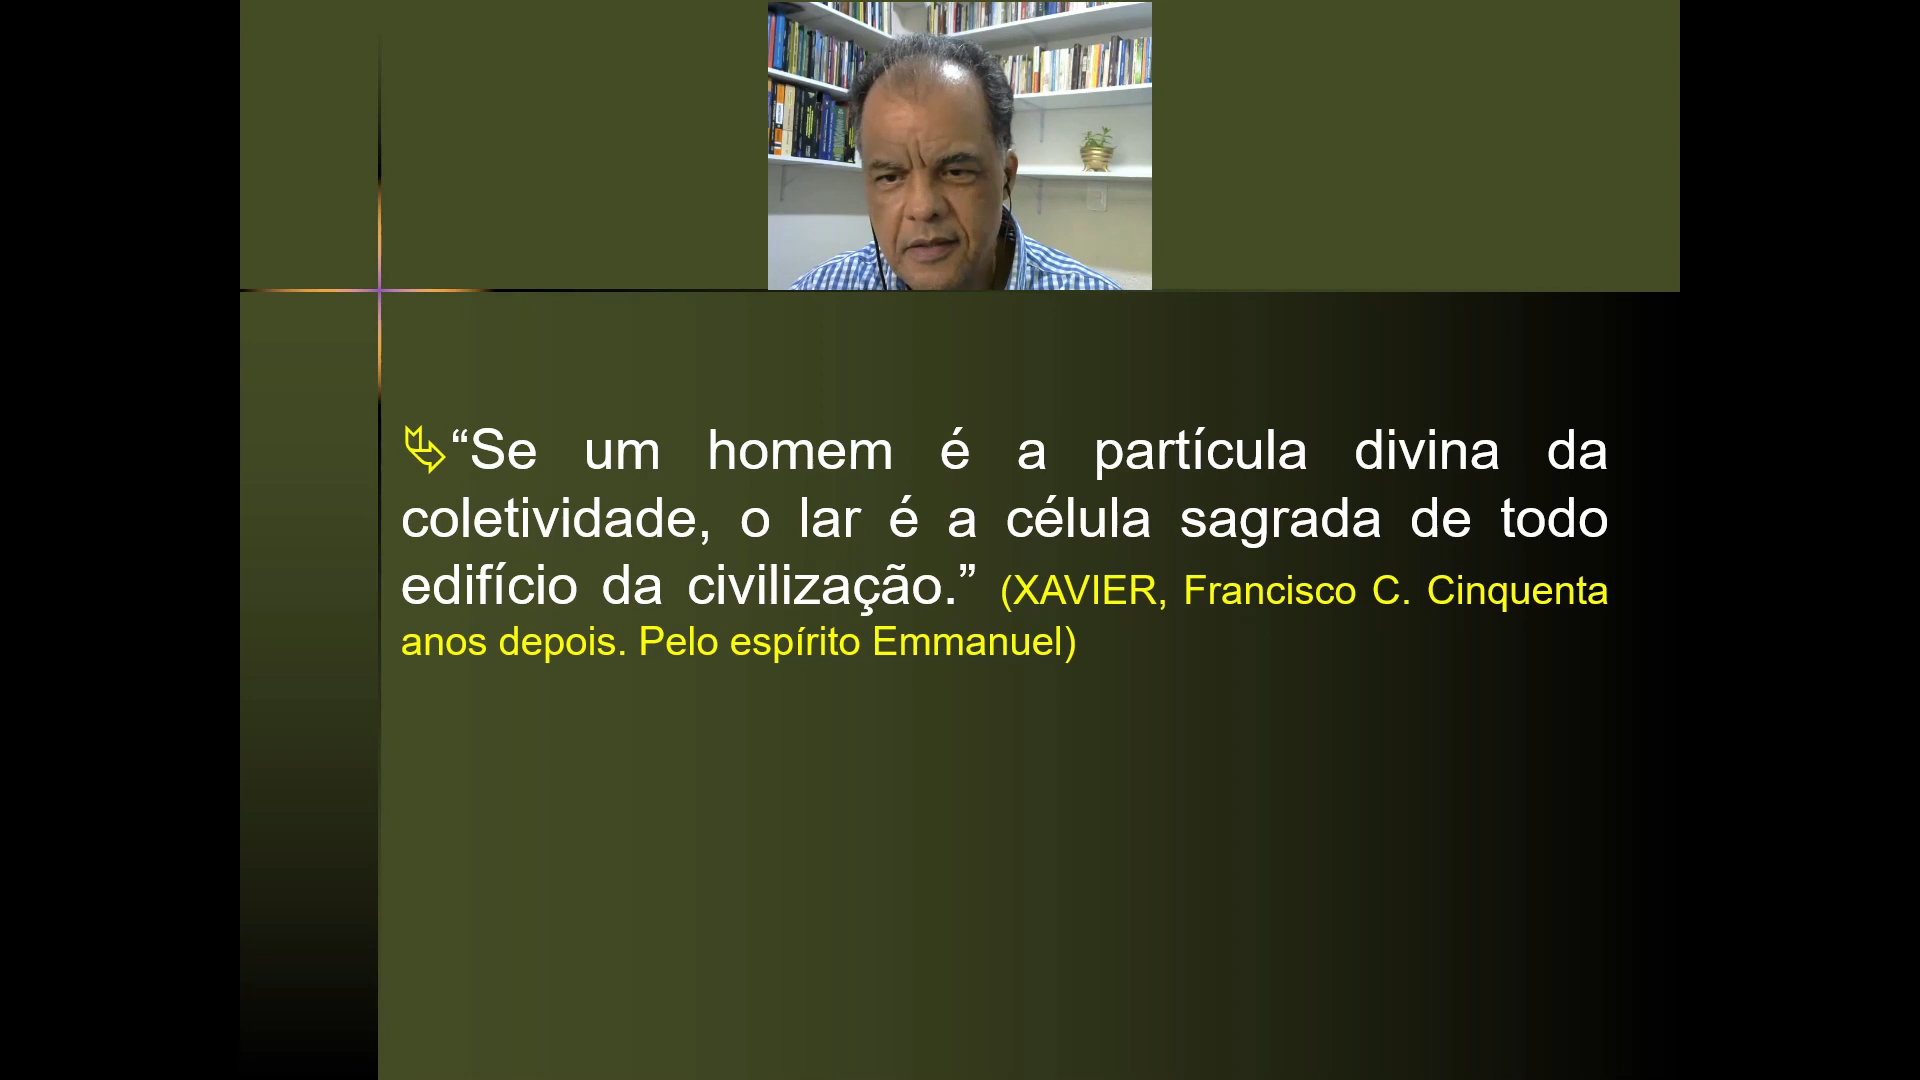 “Se um homem é a partícula divina da
coletividade, o lar é a célula sagrada de todo
edifício da civilização.” (XAVIER, Francisco C. Cinquenta
anos depois. Pelo espírito Emmanuel)